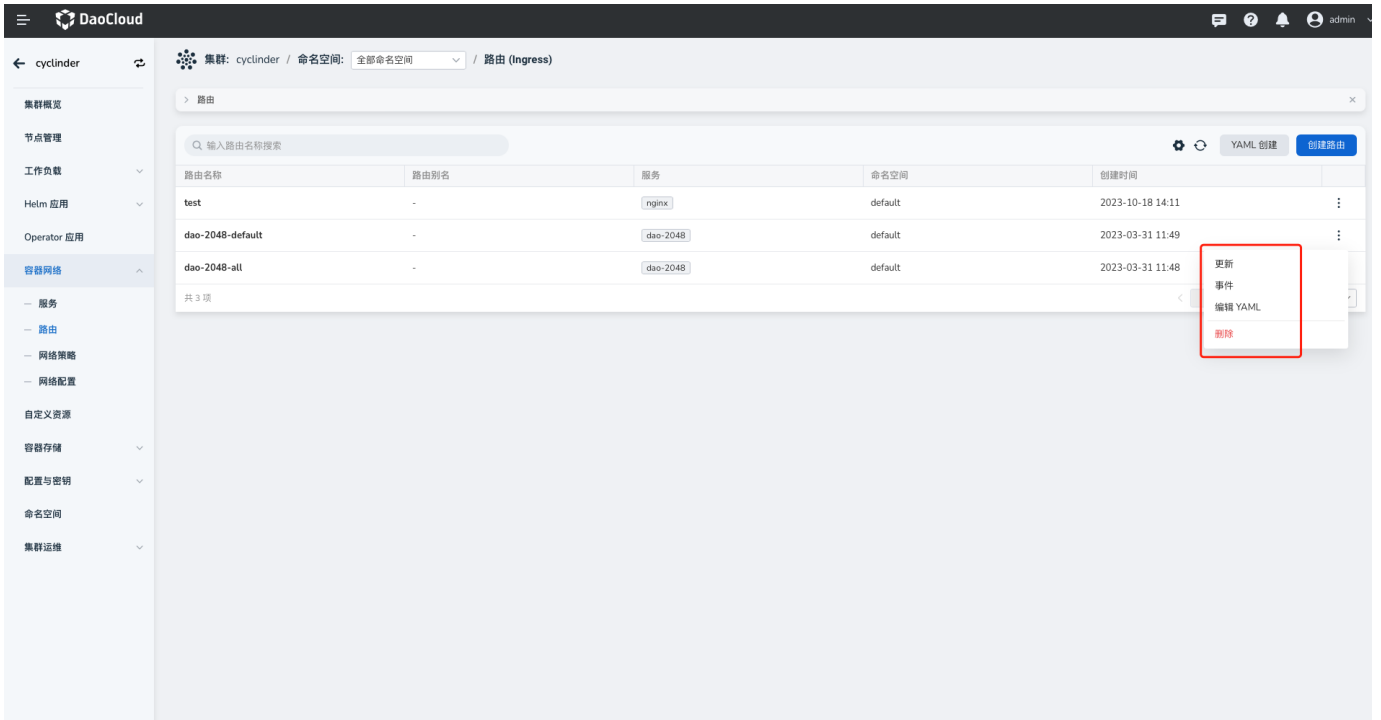 DaoCloud
admin
cyclinder
集群: cyclinder / 命名空间: 全部命名空间 / 路由 (Ingress)
集群概览
节点管理
工作负载
Helm 应用
Operator 应用
容器网络
— 服务
— 路由
— 网络策略
— 网络配置
自定义资源
容器存储
配置与密钥
命名空间
集群运维
路由
输入路由名称搜索
YAML 创建
创建路由
路由名称 路由别名 服务 命名空间 创建时间
test - nginx default 2023-10-18 14:11
dao-2048-default - dao-2048 default 2023-03-31 11:49
dao-2048-all - dao-2048 default 2023-03-31 11:48
共 3 项
更新
事件
编辑 YAML
删除